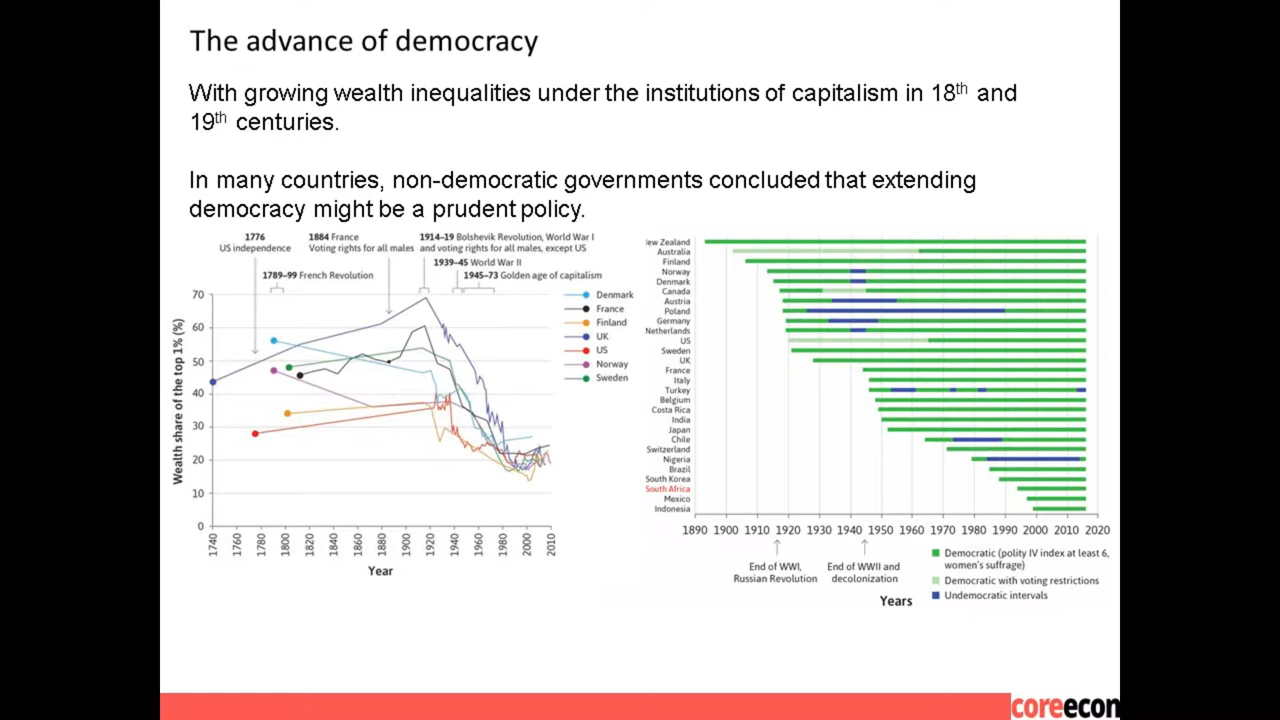 The advance of democracy
With growing wealth inequalities under the institutions of capitalism in 18th and
19th centuries.
In many countries, non-democratic governments concluded that extending
democracy might be a prudent policy.
1776
US independence
1884 France
Voting rights for all males
1914–19 Bolshevik Revolution, World War I
and voting rights for all males, except US
1939–45 World War II
1789–99 French Revolution
1945–73 Golden age of capitalism
Wealth share of the top 1% (%)
70
60
50
40
30
20
10
0
Denmark
France
Finland
UK
US
Norway
Sweden
1740
1760
1780
1800
1820
1840
1860
1880
1900
1920
1940
1960
1980
2000
2010
Year
ew Zealand
Australia
Finland
Norway
Denmark
Canada
Austria
Poland
Germany
Netherlands
US
Sweden
UK
France
Italy
Turkey
Belgium
Costa Rica
India
Japan
Chile
Switzerland
Nigeria
Brazil
South Korea
South Africa
Mexico
Indonesia
1890 1900 1910 1920 1930 1940 1950 1960 1970 1980 1990 2000 2010 2020
End of WWI,
Russian Revolution
End of WWII and
decolonization
Democratic (polity IV index at least 6,
women's suffrage)
Democratic with voting restrictions
Undemocratic intervals
Years
coreecon